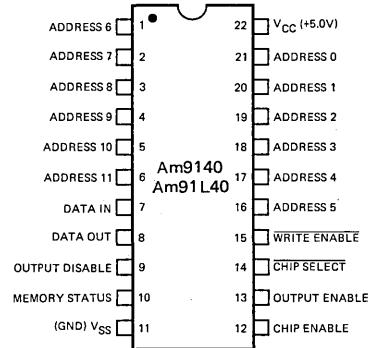 ADDRESS 6 1 22 VCC (+5.0V)
ADDRESS 7 2 21 ADDRESS 0
ADDRESS 8 3 20 ADDRESS 1
ADDRESS 9 4 19 ADDRESS 2
ADDRESS 10 5 18 ADDRESS 3
Am9140
ADDRESS 11 6 17 ADDRESS 4
Am91L40
DATA IN 7 16 ADDRESS 5
DATA OUT 8 15 WRITE ENABLE
OUTPUT DISABLE 9 14 CHIP SELECT
MEMORY STATUS 10 13 OUTPUT ENABLE
(GND) VSS 11 12 CHIP ENABLE